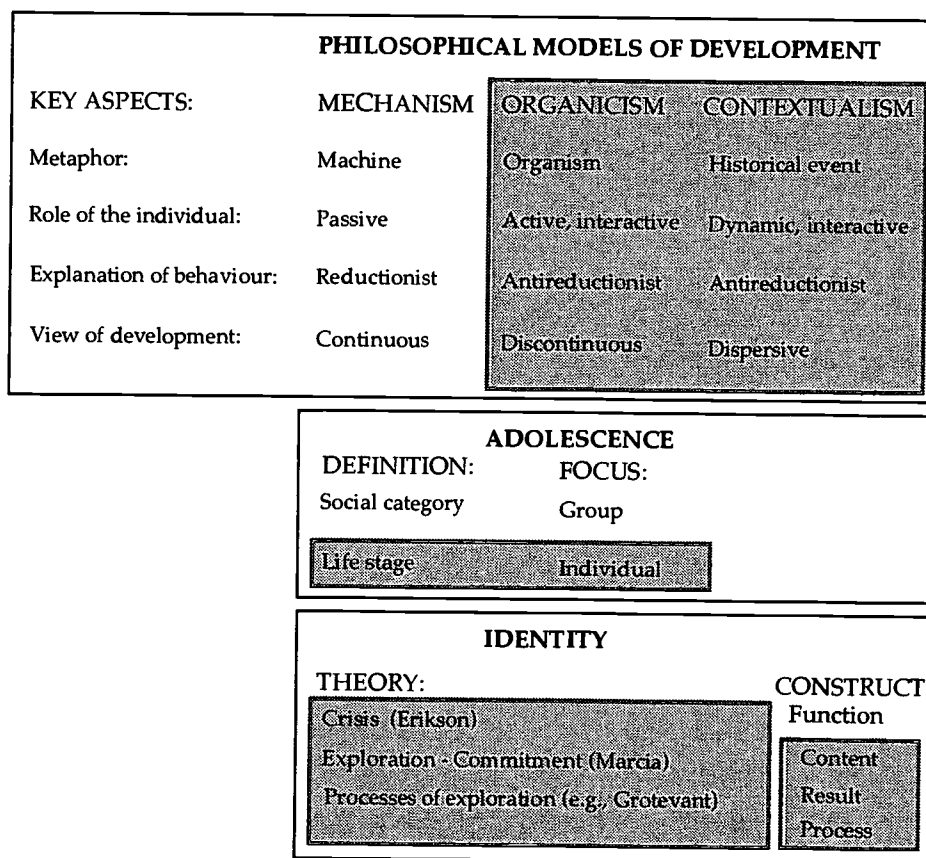 PHILOSOPHICAL MODELS OF DEVELOPMENT
KEY ASPECTS: MECHANISM ORGANICISM CONTEXTUALISM
Metaphor: Machine Organism Historical event
Role of the individual: Passive Active, interactive Dynamic, interactive
Explanation of behaviour: Reductionist Antireductionist Antireductionist
View of development: Continuous Discontinuous Dispersive
ADOLESCENCE
DEFINITION: FOCUS:
Social category Group
Life stage Individual
IDENTITY
THEORY: CONSTRUCT
Function
Crisis (Erikson)
Content
Exploration - Commitment (Marcia)
Result
Processes of exploration (e.g., Grotevant)
Process